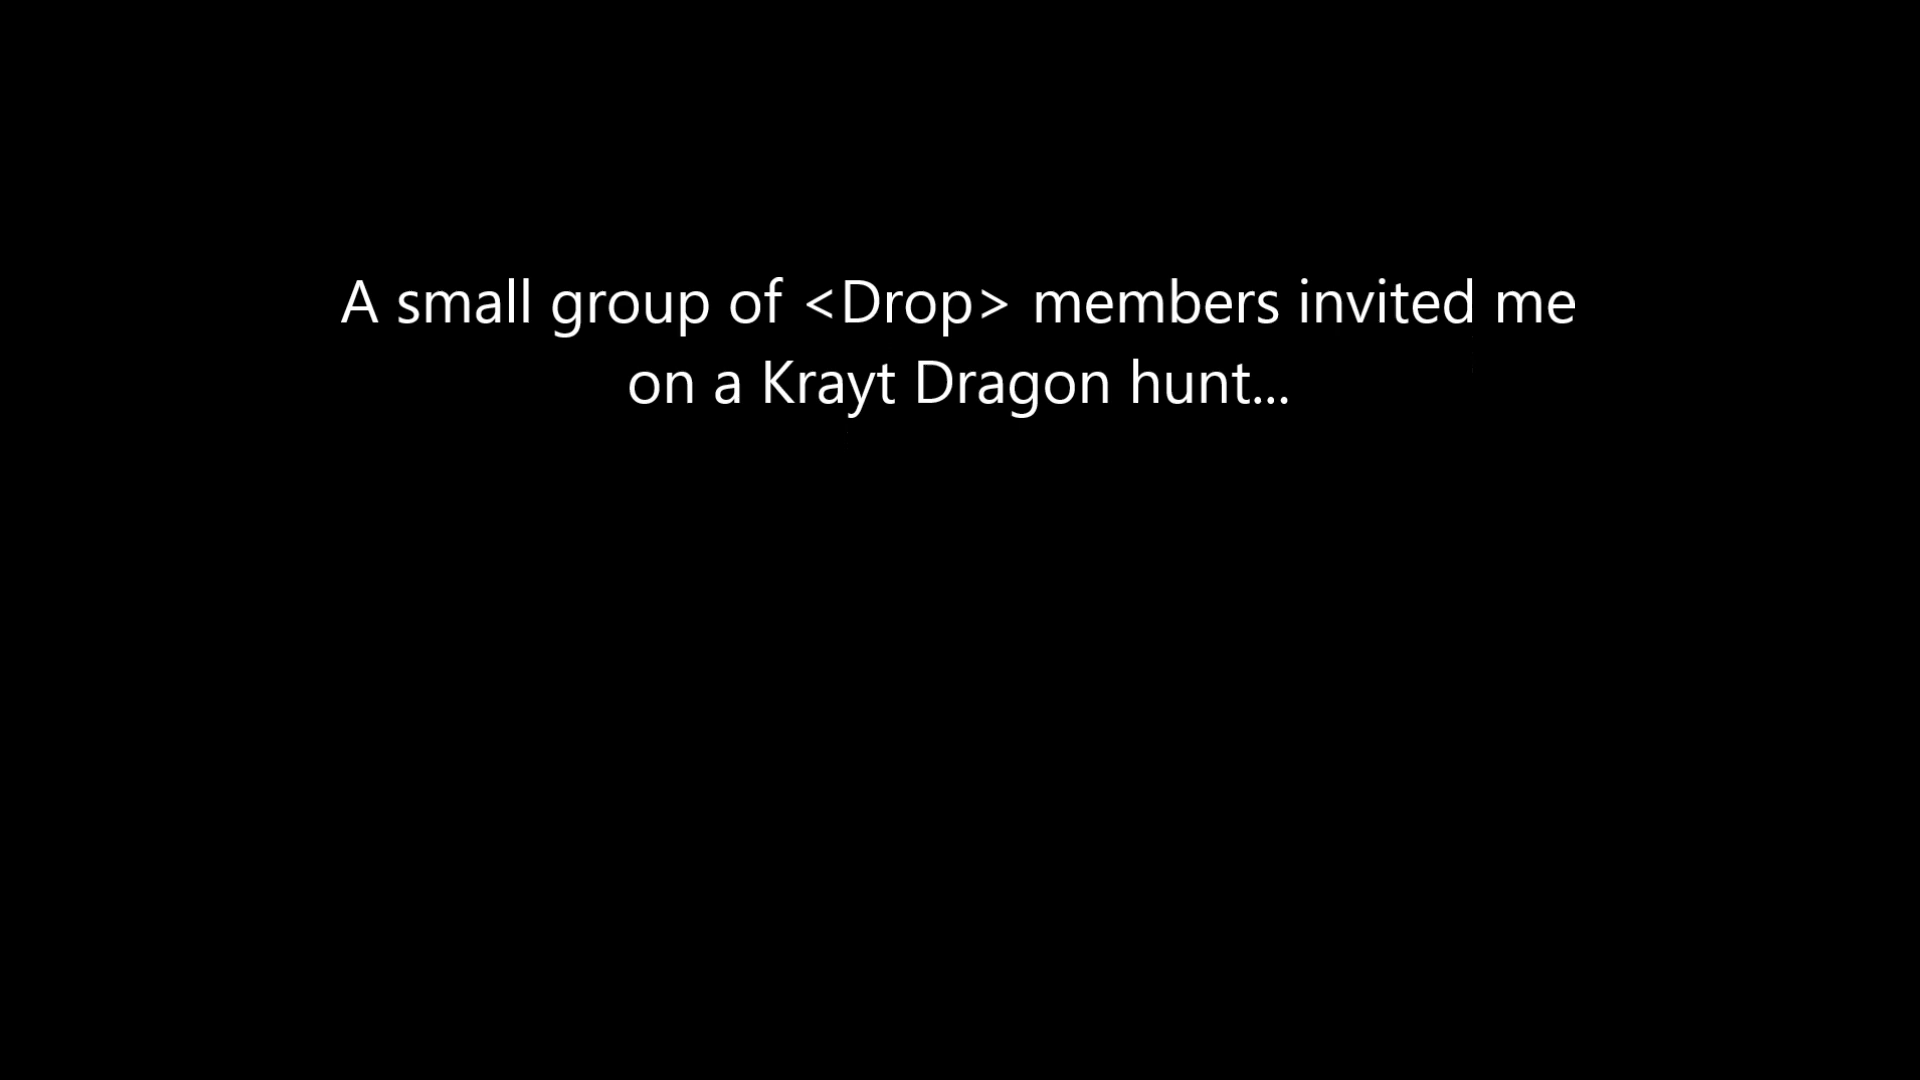 A small group of <Drop> members invited me
on a Krayt Dragon hunt...